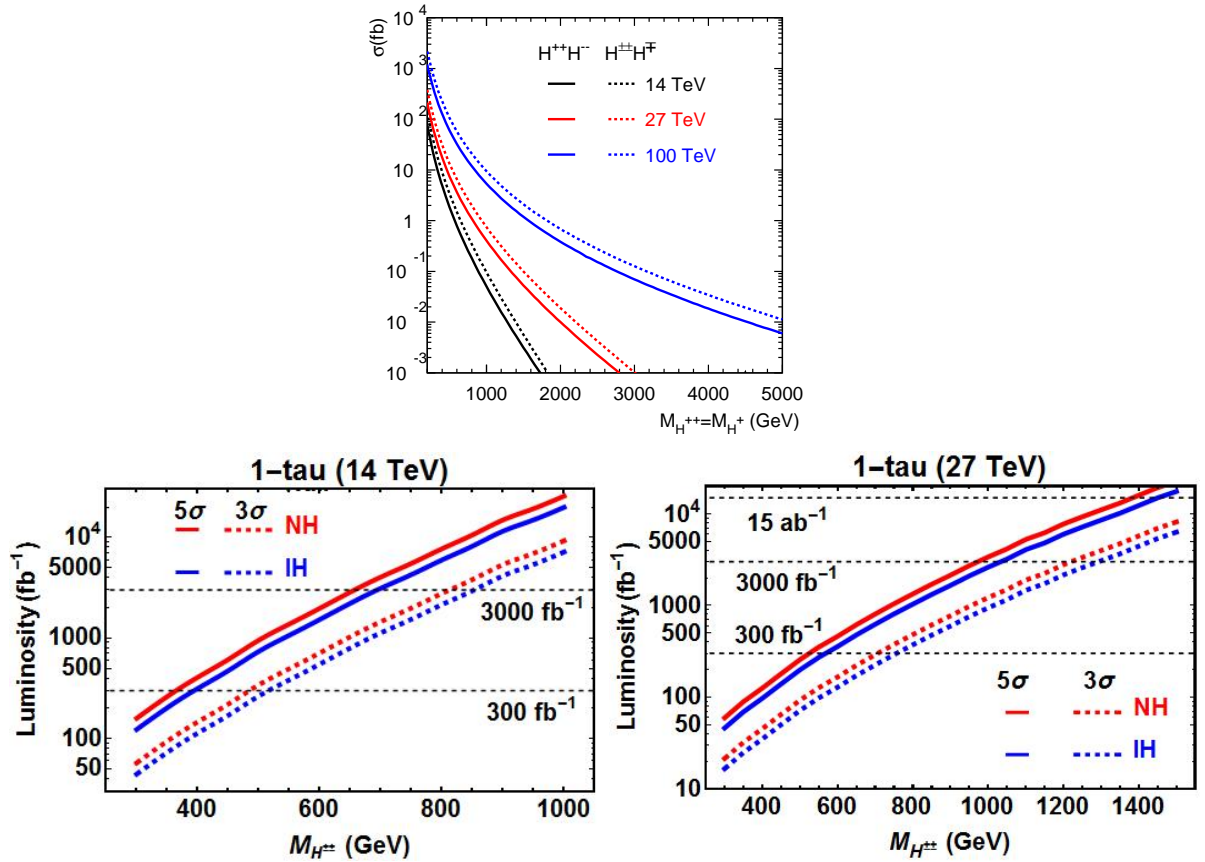 σ(fb)
10⁴
10³
10²
10
1
10⁻¹
10⁻²
10⁻³
H⁺⁺H⁻⁻ H^{±±}H^∓
14 TeV
27 TeV
100 TeV
1000 2000 3000 4000 5000
M_{H⁺⁺}=M_{H⁺} (GeV)
1−tau (14 TeV)
Luminosity(fb⁻¹)
10⁴
5000
1000
500
100
50
5σ 3σ
NH
IH
3000 fb⁻¹
300 fb⁻¹
400 600 800 1000
M_{H^{±±}} (GeV)
1−tau (27 TeV)
Luminosity (fb⁻¹)
10⁴
5000
1000
500
100
50
10
15 ab⁻¹
3000 fb⁻¹
300 fb⁻¹
5σ 3σ
NH
IH
400 600 800 1000 1200 1400
M_{H^{±±}} (GeV)